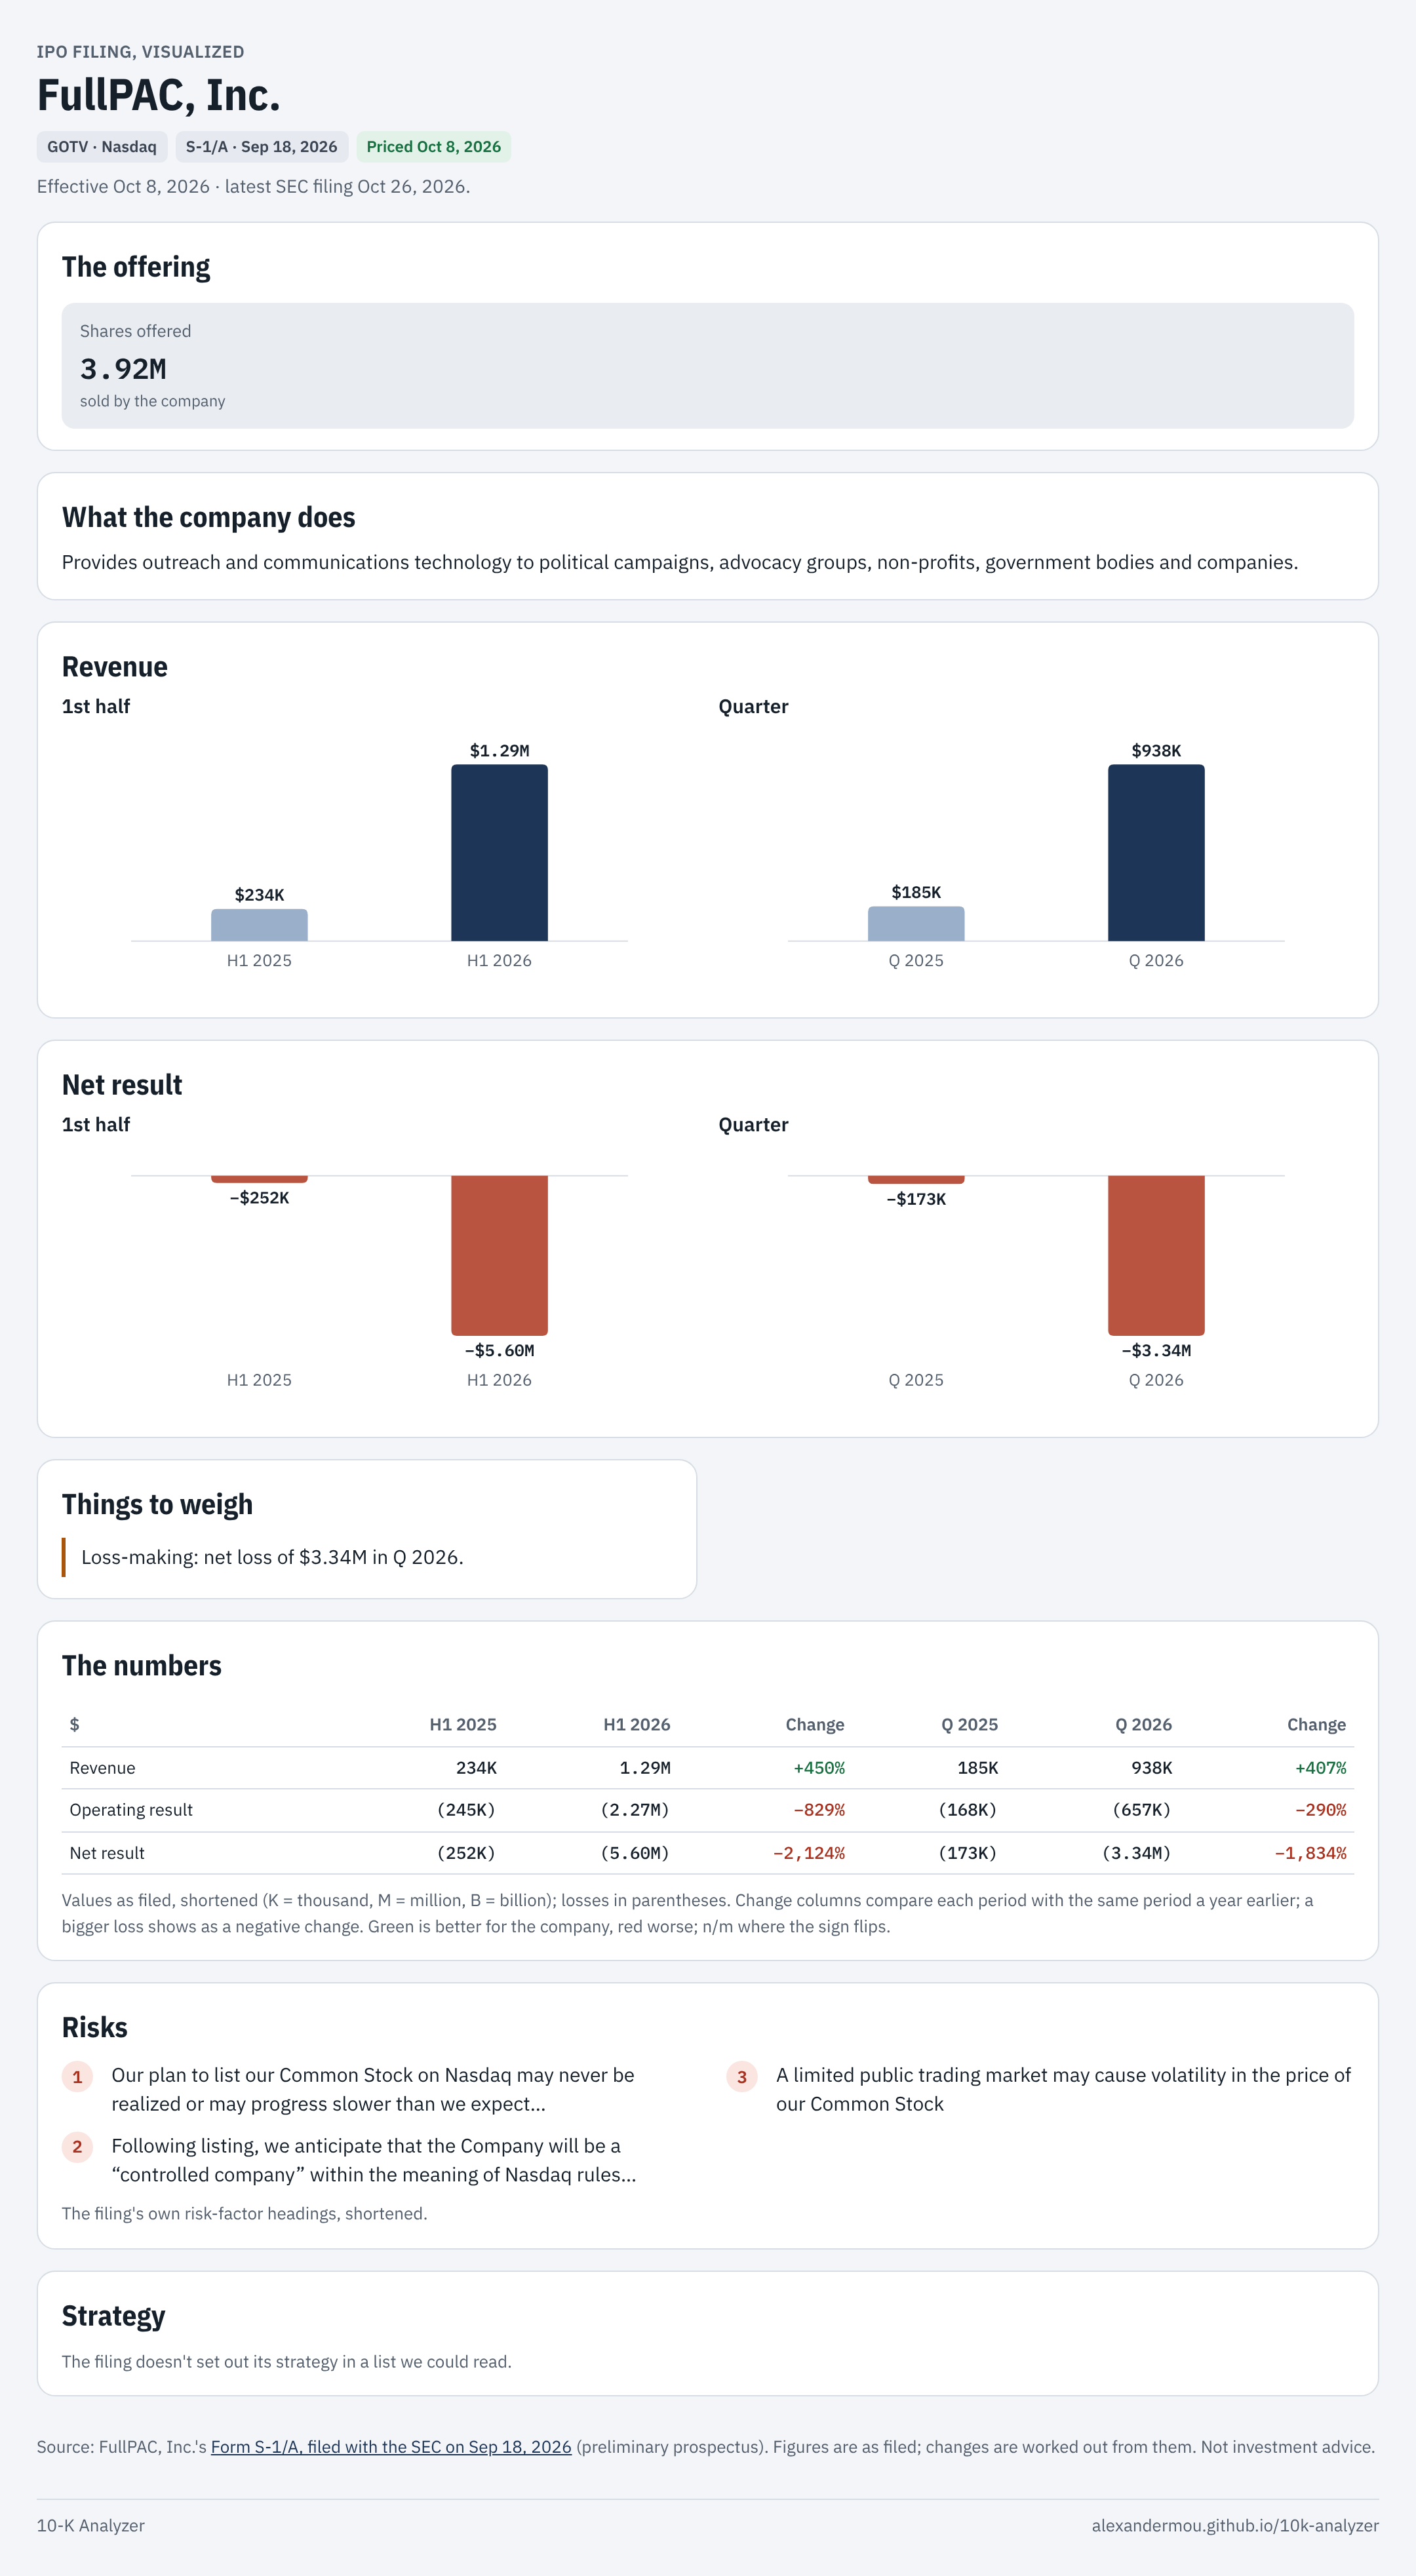 IPO FILING, VISUALIZED
FullPAC, Inc.
GOTV · Nasdaq
S-1/A · Sep 18, 2026
Priced Oct 8, 2026
Effective Oct 8, 2026 · latest SEC filing Oct 26, 2026.
The offering
Shares offered
3.92M
sold by the company
What the company does
Provides outreach and communications technology to political campaigns, advocacy groups, non-profits, government bodies and companies.
Revenue
1st half
$234K
$1.29M
H1 2025
H1 2026
Quarter
$185K
$938K
Q 2025
Q 2026
Net result
1st half
−$252K
−$5.60M
H1 2025
H1 2026
Quarter
−$173K
−$3.34M
Q 2025
Q 2026
Things to weigh
Loss-making: net loss of $3.34M in Q 2026.
The numbers
$ H1 2025 H1 2026 Change Q 2025 Q 2026 Change
Revenue 234K 1.29M +450% 185K 938K +407%
Operating result (245K) (2.27M) −829% (168K) (657K) −290%
Net result (252K) (5.60M) −2,124% (173K) (3.34M) −1,834%
Values as filed, shortened (K = thousand, M = million, B = billion); losses in parentheses. Change columns compare each period with the same period a year earlier; a
bigger loss shows as a negative change. Green is better for the company, red worse; n/m where the sign flips.
Risks
1 Our plan to list our Common Stock on Nasdaq may never be
realized or may progress slower than we expect…
2 Following listing, we anticipate that the Company will be a
“controlled company” within the meaning of Nasdaq rules…
3 A limited public trading market may cause volatility in the price of
our Common Stock
The filing's own risk-factor headings, shortened.
Strategy
The filing doesn't set out its strategy in a list we could read.
Source: FullPAC, Inc.'s Form S-1/A, filed with the SEC on Sep 18, 2026 (preliminary prospectus). Figures are as filed; changes are worked out from them. Not investment advice.
10-K Analyzer
alexandermou.github.io/10k-analyzer